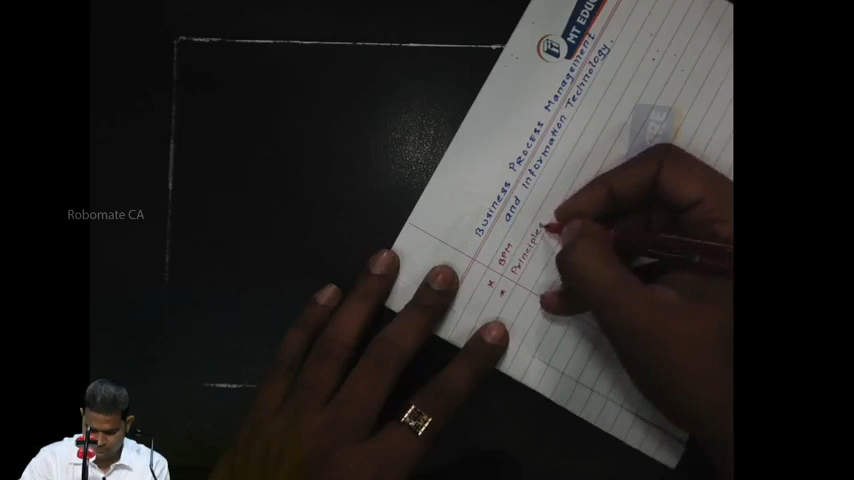 Robomate CA
MT EDUC
Business PROCESS Management
and Information Technology.
* BPM
* Principles